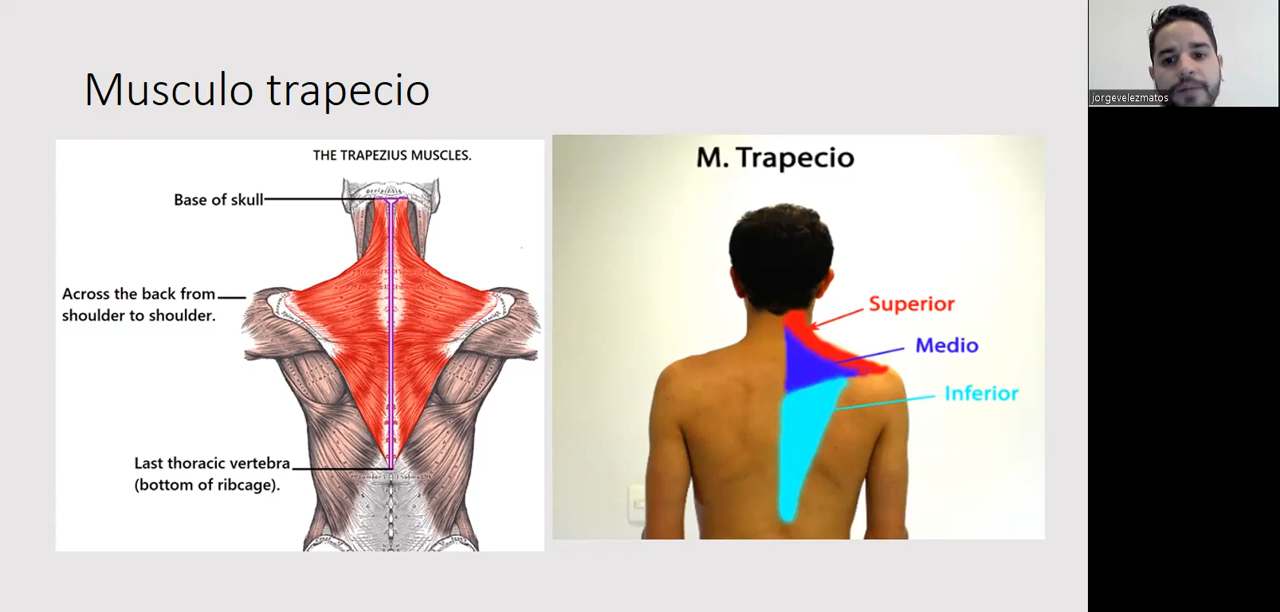 Musculo trapecio
THE TRAPEZIUS MUSCLES.
Base of skull
Across the back from
shoulder to shoulder.
Last thoracic vertebra
(bottom of ribcage).
M. Trapecio
Superior
Medio
Inferior
jorgevelezmatos